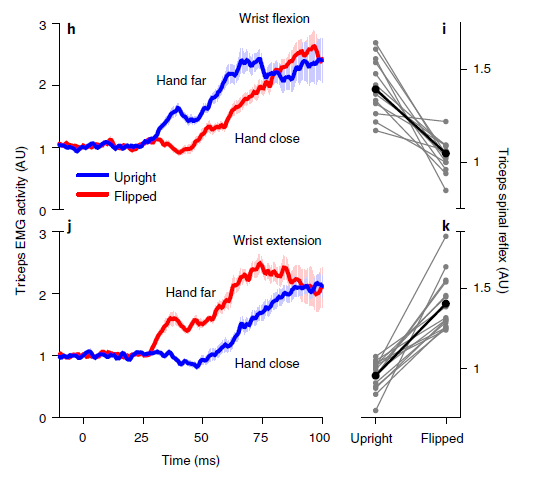 h
Wrist flexion
i
3
2
1
0
Hand far
Hand close
Upright
Flipped
1.5
1
Triceps EMG activity (AU)
Triceps spinal reflex (AU)
j
Wrist extension
k
3
2
1
0
Hand far
Hand close
1.5
1
0
25
50
75
100
Time (ms)
Upright
Flipped